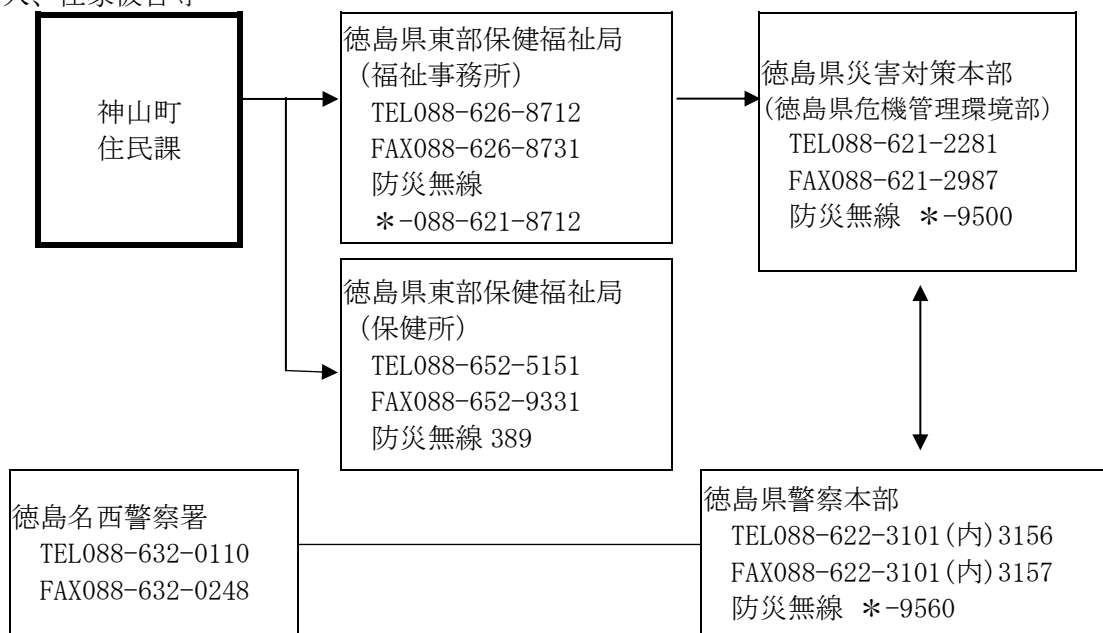 人、住家被害等
神山町
住民課
徳島県東部保健福祉局
（福祉事務所）
TEL088-626-8712
FAX088-626-8731
防災無線
＊-088-621-8712
徳島県災害対策本部
(徳島県危機管理環境部)
TEL088-621-2281
FAX088-621-2987
防災無線 ＊-9500
徳島県東部保健福祉局
（保健所）
TEL088-652-5151
FAX088-652-9331
防災無線 389
徳島名西警察署
TEL088-632-0110
FAX088-632-0248
徳島県警察本部
TEL088-622-3101(内)3156
FAX088-622-3101(内)3157
防災無線 ＊-9560